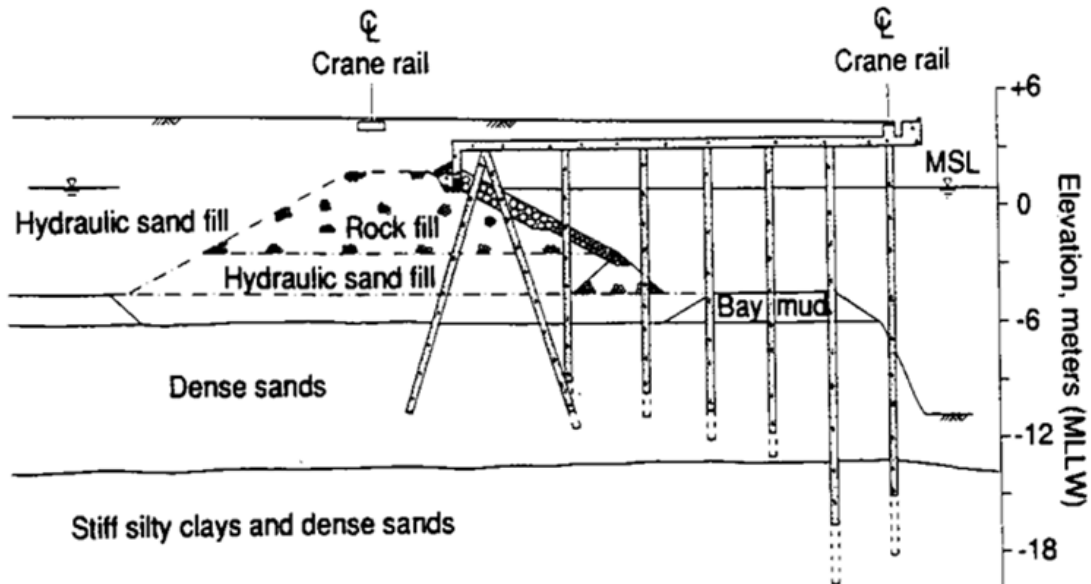 ℄
Crane rail
℄
Crane rail
+6
MSL
0
Hydraulic sand fill
Rock fill
Hydraulic sand fill
Bay mud
-6
Dense sands
-12
Stiff silty clays and dense sands
-18
Elevation, meters (MLLW)